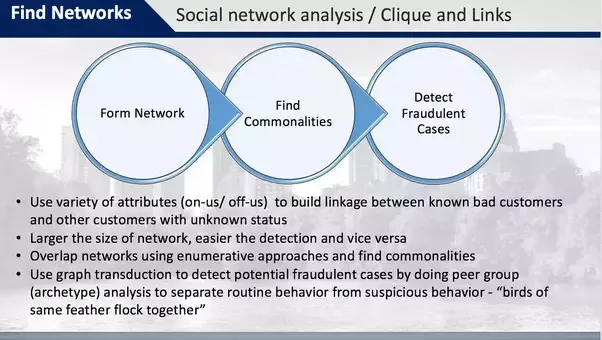 Find Networks
Social network analysis / Clique and Links
Form Network
Find
Commonalities
Detect
Fraudulent
Cases
• Use variety of attributes (on-us/ off-us) to build linkage between known bad customers
and other customers with unknown status
• Larger the size of network, easier the detection and vice versa
• Overlap networks using enumerative approaches and find commonalities
• Use graph transduction to detect potential fraudulent cases by doing peer group
(archetype) analysis to separate routine behavior from suspicious behavior - “birds of
same feather flock together”